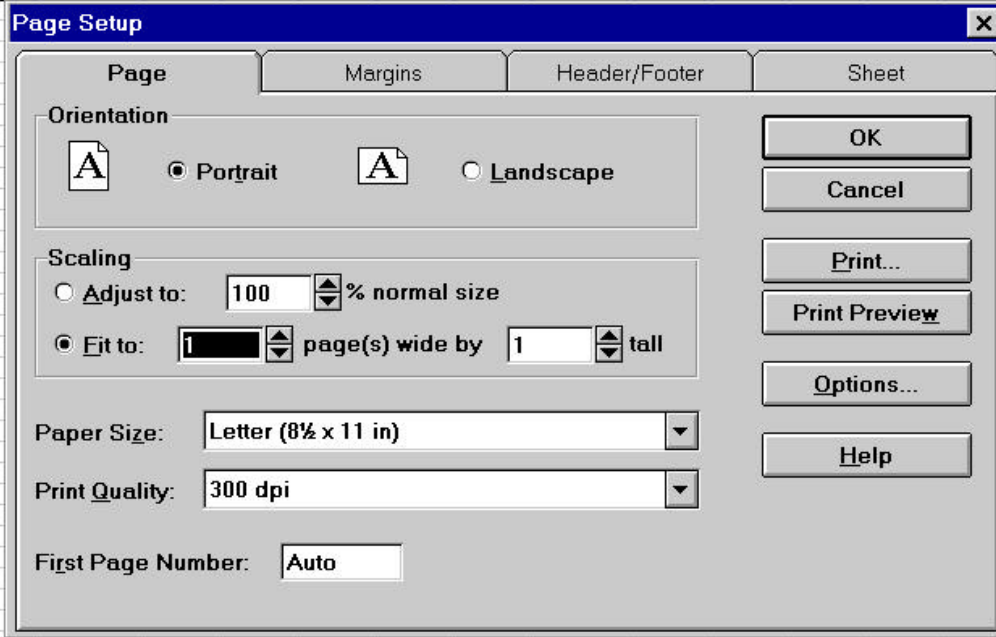 Page Setup
Page Margins Header/Footer Sheet
Orientation
A Portrait A Landscape
OK
Cancel
Scaling
Adjust to: 100 % normal size
Fit to: 1 page(s) wide by 1 tall
Print...
Print Preview
Options...
Help
Paper Size: Letter (8½ x 11 in)
Print Quality: 300 dpi
First Page Number: Auto